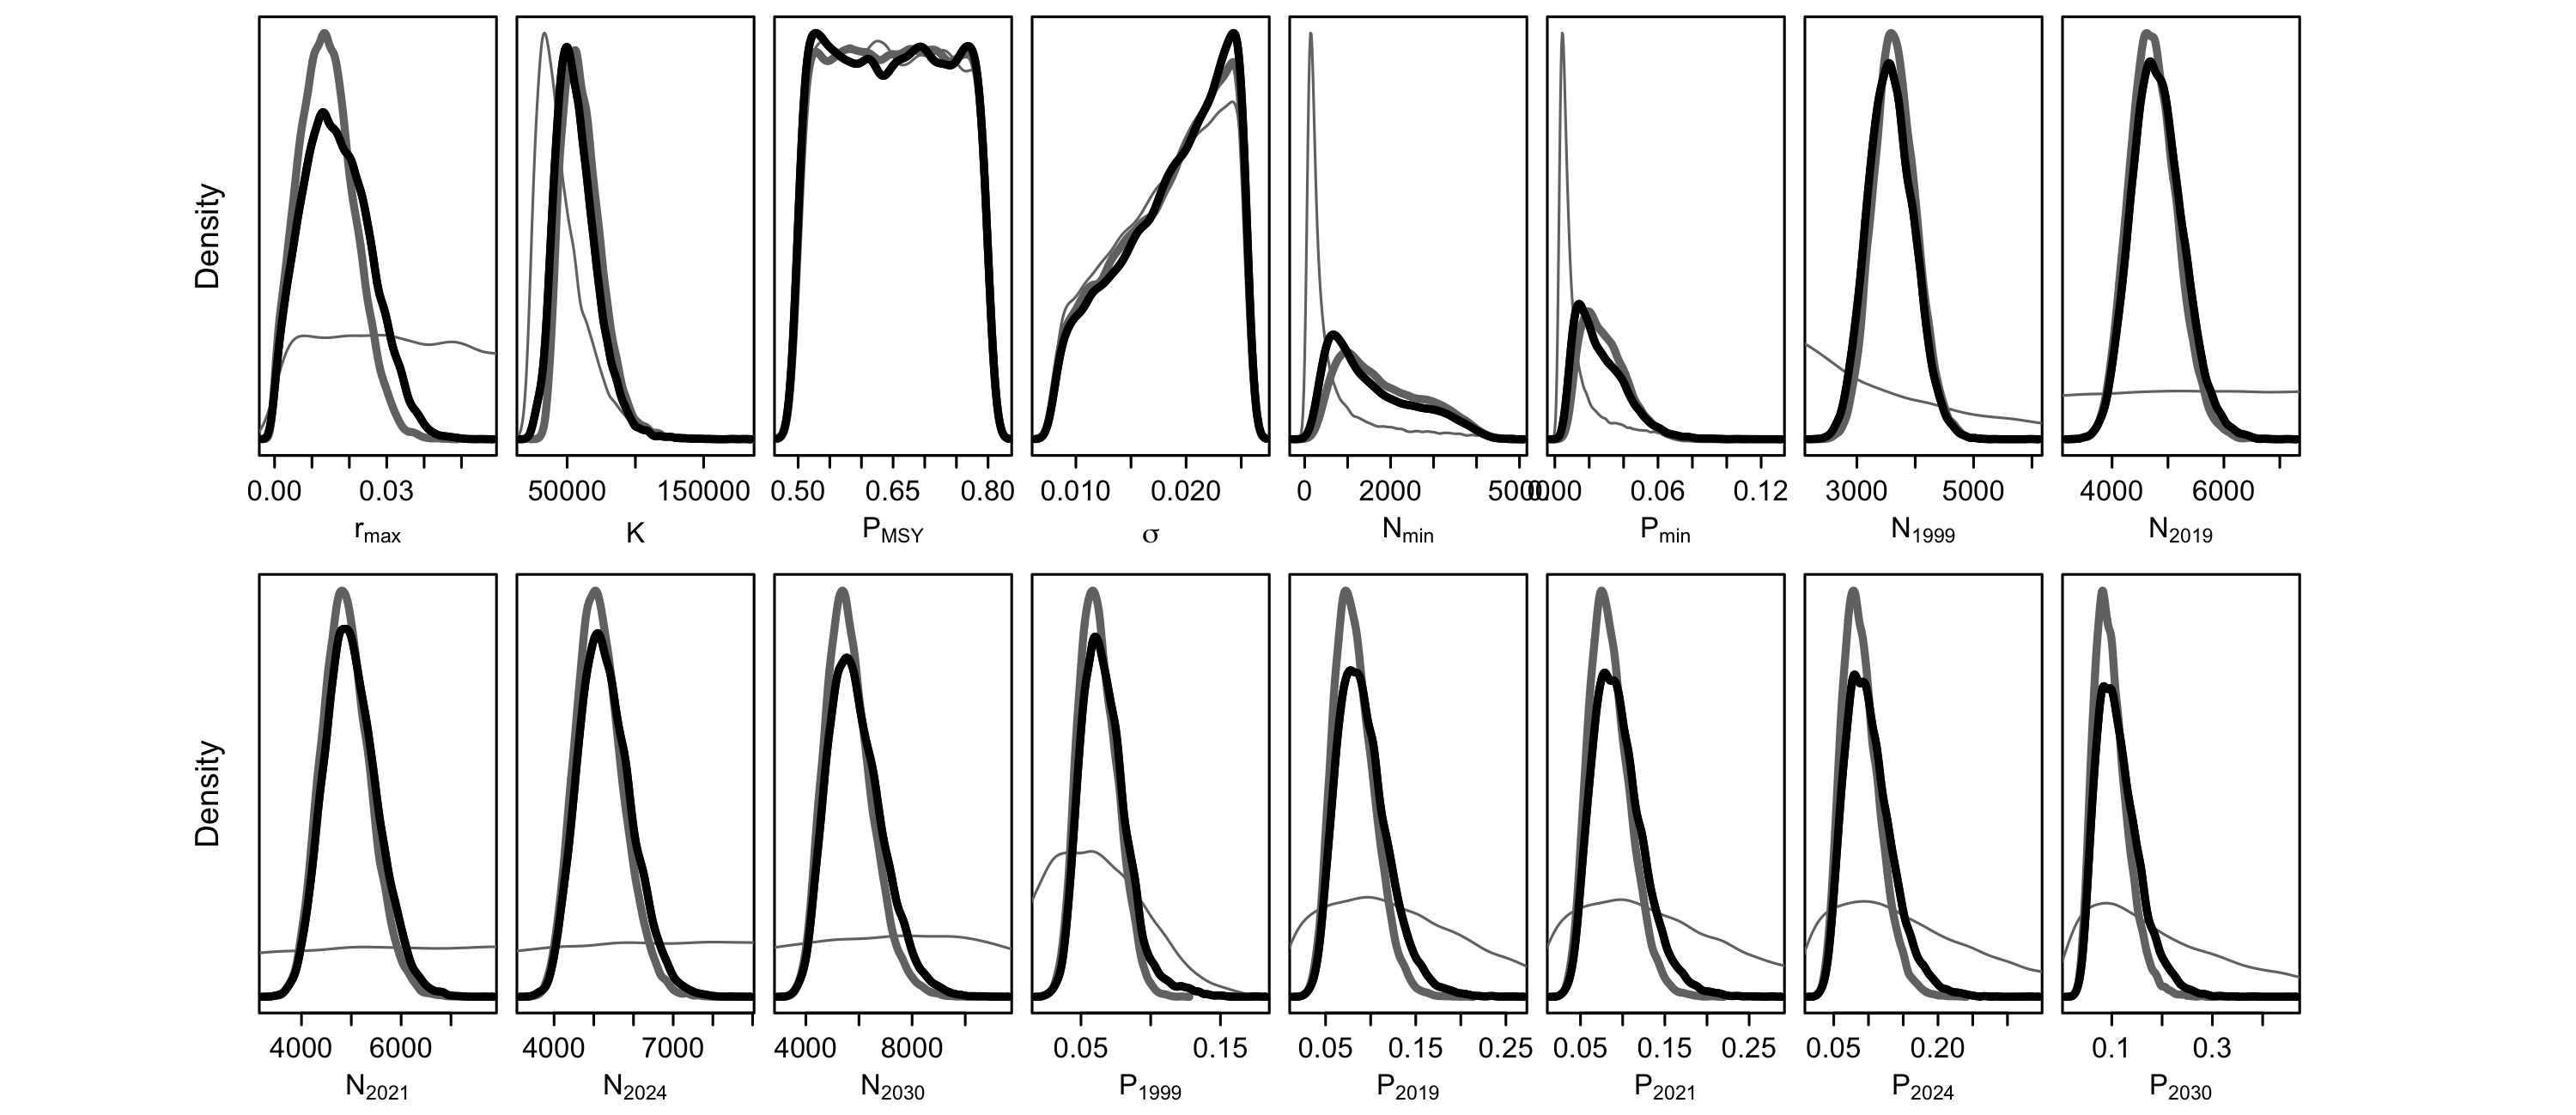 Density
0.00 0.03 50000 150000 0.50 0.65 0.80 0.010 0.020 0 2000 5000 0.00 0.06 0.12 3000 5000 4000 6000
rmax K PMSY σ Nmin Pmin N1999 N2019
Density
4000 6000 4000 7000 4000 8000 0.05 0.15 0.05 0.15 0.25 0.05 0.15 0.25 0.05 0.20 0.1 0.3
N2021 N2024 N2030 P1999 P2019 P2021 P2024 P2030